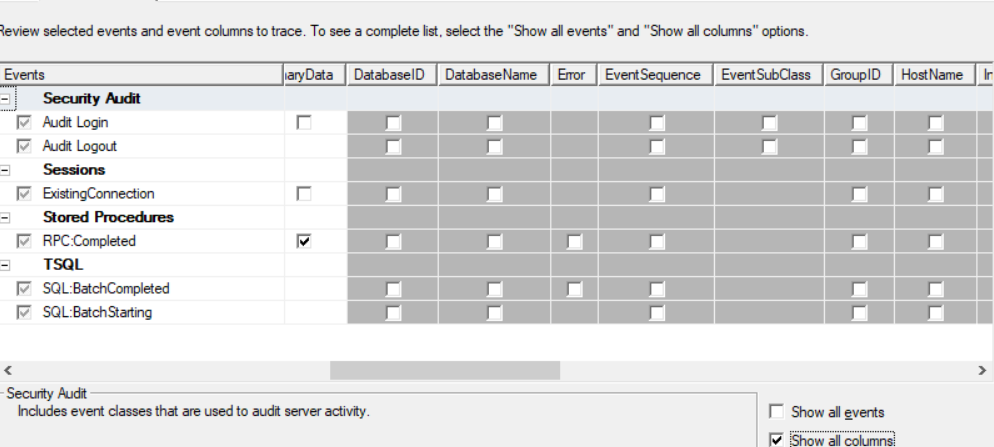 Review selected events and event columns to trace. To see a complete list, select the "Show all events" and "Show all columns" options.
Events aryData DatabaseID DatabaseName Error EventSequence EventSubClass GroupID HostName In
Security Audit
Audit Login
Audit Logout
Sessions
ExistingConnection
Stored Procedures
RPC:Completed
TSQL
SQL:BatchCompleted
SQL:BatchStarting
Security Audit
Includes event classes that are used to audit server activity.
Show all events
Show all columns